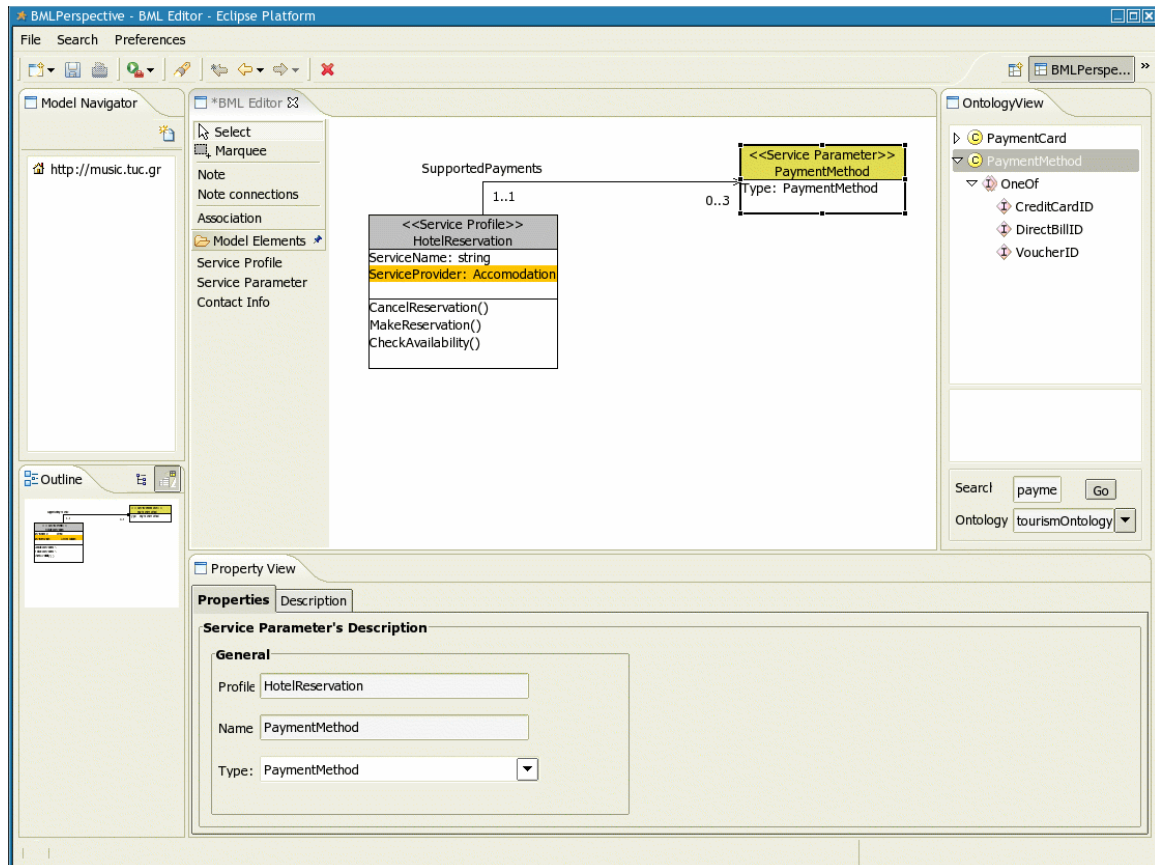 BMLPerspective - BML Editor - Eclipse Platform
File Search Preferences
BMLPerspe... »
Model Navigator
http://music.tuc.gr
*BML Editor
Select
Marquee
Note
Note connections
Association
Model Elements
Service Profile
Service Parameter
Contact Info
SupportedPayments
1..1
0..3
<<Service Profile>>
HotelReservation
ServiceName: string
ServiceProvider: Accomodation
CancelReservation()
MakeReservation()
CheckAvailability()
<<Service Parameter>>
PaymentMethod
Type: PaymentMethod
OntologyView
PaymentCard
PaymentMethod
OneOf
CreditCardID
DirectBillID
VoucherID
Search payme Go
Ontology tourismOntology
Outline
Property View
Properties Description
Service Parameter's Description
General
Profile HotelReservation
Name PaymentMethod
Type: PaymentMethod